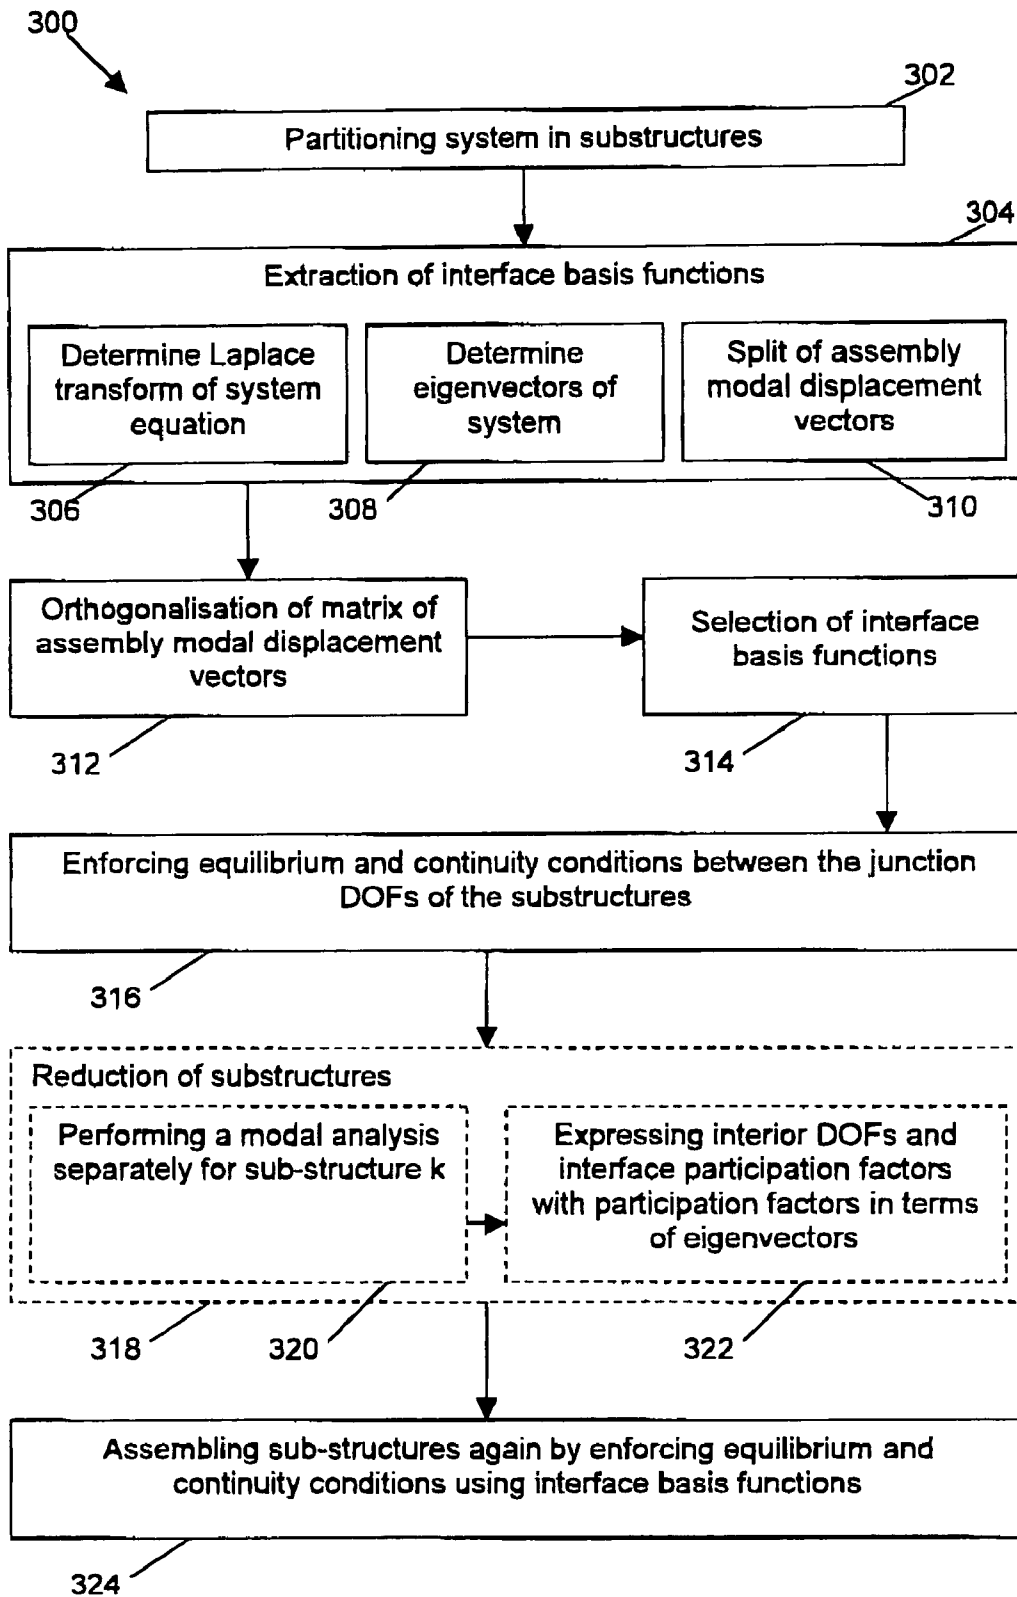 300
302
Partitioning system in substructures
304
Extraction of interface basis functions
Determine Laplace
transform of system
equation
Determine
eigenvectors of
system
Split of assembly
modal displacement
vectors
306
308
310
Orthogonalisation of matrix of
assembly modal displacement
vectors
Selection of interface
basis functions
312
314
Enforcing equilibrium and continuity conditions between the junction
DOFs of the substructures
316
Reduction of substructures
Performing a modal analysis
separately for sub-structure k
Expressing interior DOFs and
interface participation factors
with participation factors in terms
of eigenvectors
318
320
322
Assembling sub-structures again by enforcing equilibrium and
continuity conditions using interface basis functions
324